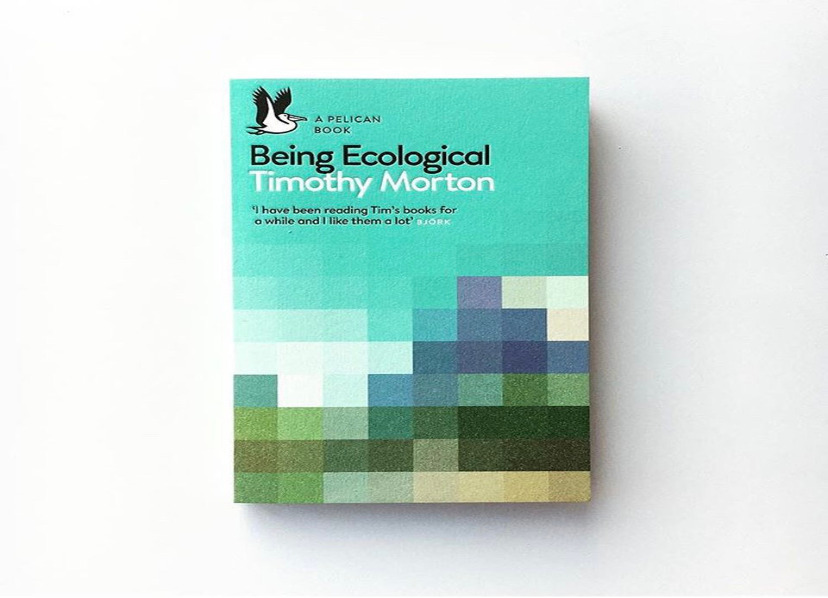 A PELICAN
BOOK
Being Ecological
Timothy Morton
‘I have been reading Tim’s books for
a while and I like them a lot’ BJÖRK